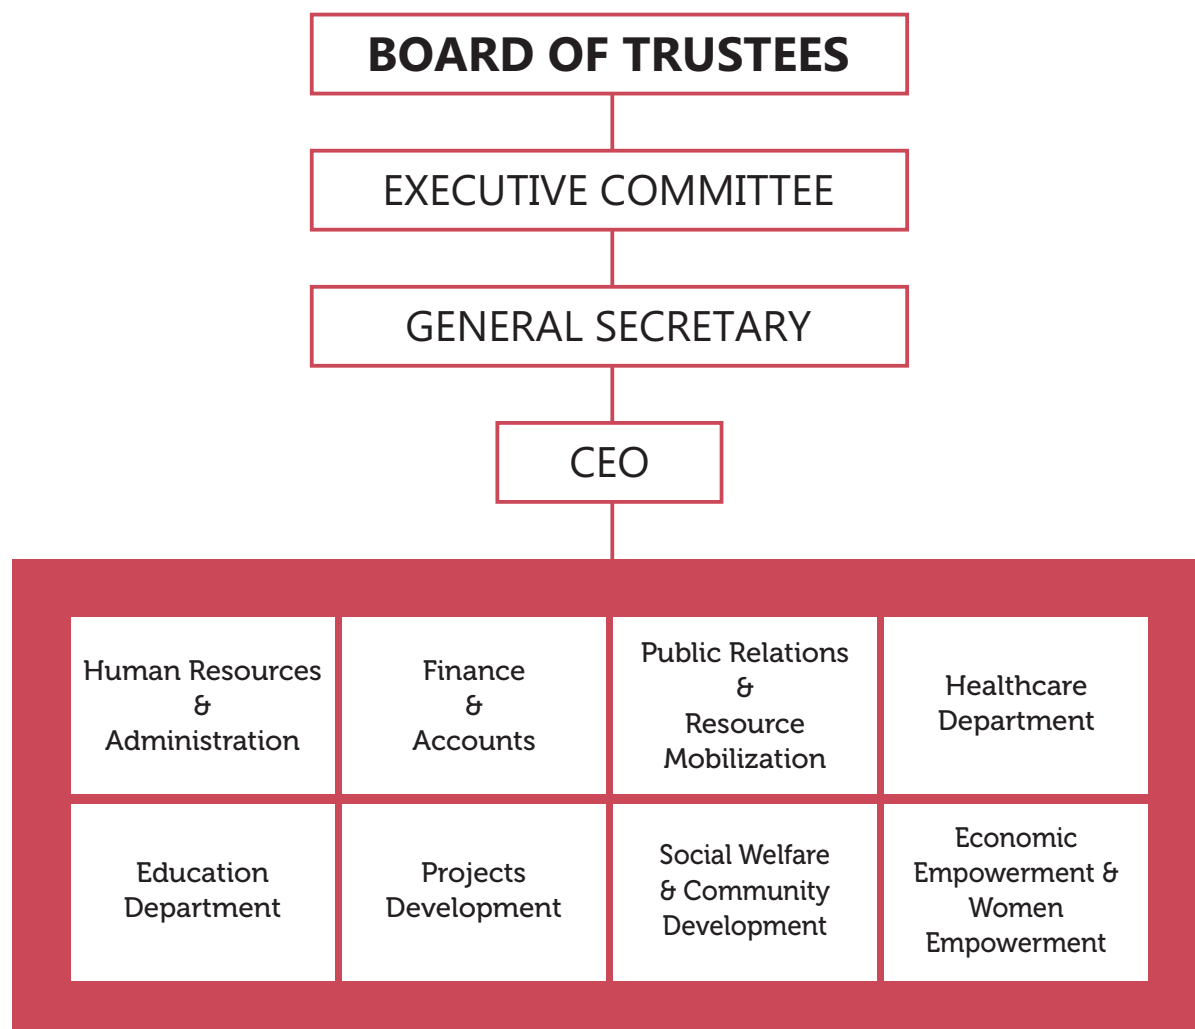 BOARD OF TRUSTEES
EXECUTIVE COMMITTEE
GENERAL SECRETARY
CEO
Human Resources
&
Administration
Finance
&
Accounts
Public Relations
&
Resource
Mobilization
Healthcare
Department
Education
Department
Projects
Development
Social Welfare
& Community
Development
Economic
Empowerment &
Women
Empowerment